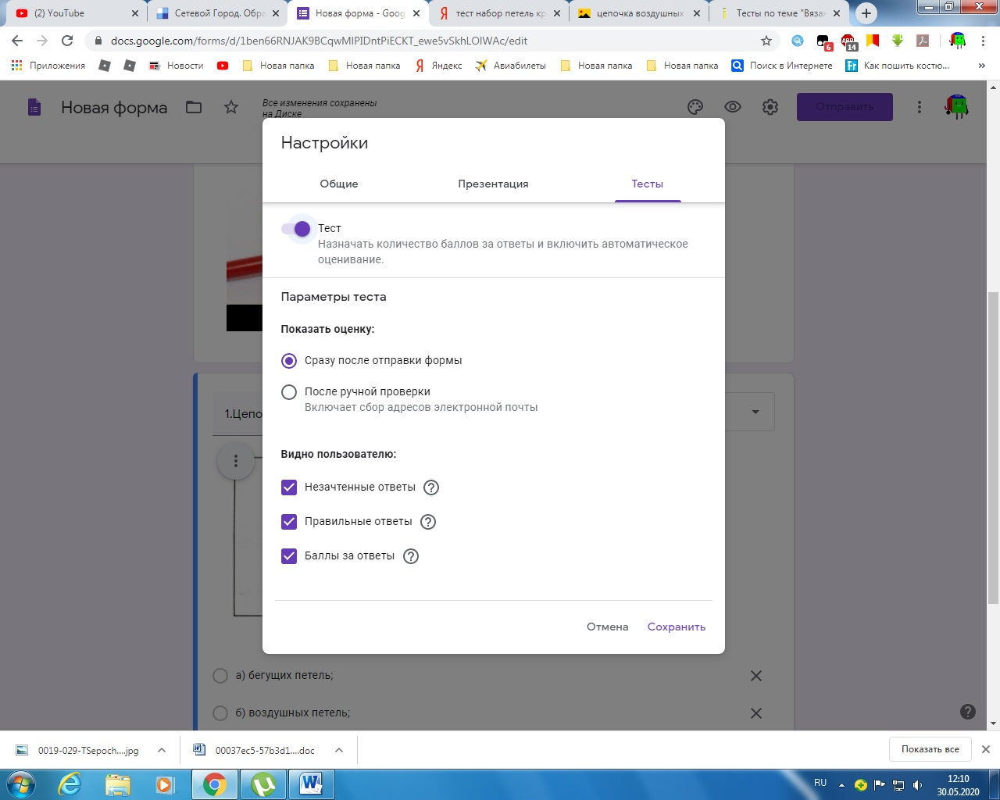 (2) YouTube
Сетевой Город. Обра
Новая форма - Goog
тест набор петель кр
цепочка воздушных
Тесты по теме "Вяза
docs.google.com/forms/d/1ben66RNJAK9BCqwMIPIDntPiECKT_ewe5vSkhLOIWAc/edit
6
ABP
14
Приложения
Новости
Новая папка
Новая папка
Яндекс
Авиабилеты
Новая папка
Новая папка
Поиск в Интернете
Как пошить костю...
»
Новая форма
Все изменения сохранены
на Диске
Отправить
Настройки
Общие
Презентация
Тесты
Тест
Назначать количество баллов за ответы и включить автоматическое
оценивание.
Параметры теста
Показать оценку:
Сразу после отправки формы
После ручной проверки
Включает сбор адресов электронной почты
1.Цепо
Видно пользователю:
Незачтенные ответы
Правильные ответы
Баллы за ответы
Отмена
Сохранить
а) бегущих петель;
б) воздушных петель;
0019-029-TSepoch....jpg
00037ec5-57b3d1....doc
Показать все
RU
12:10
30.05.2020